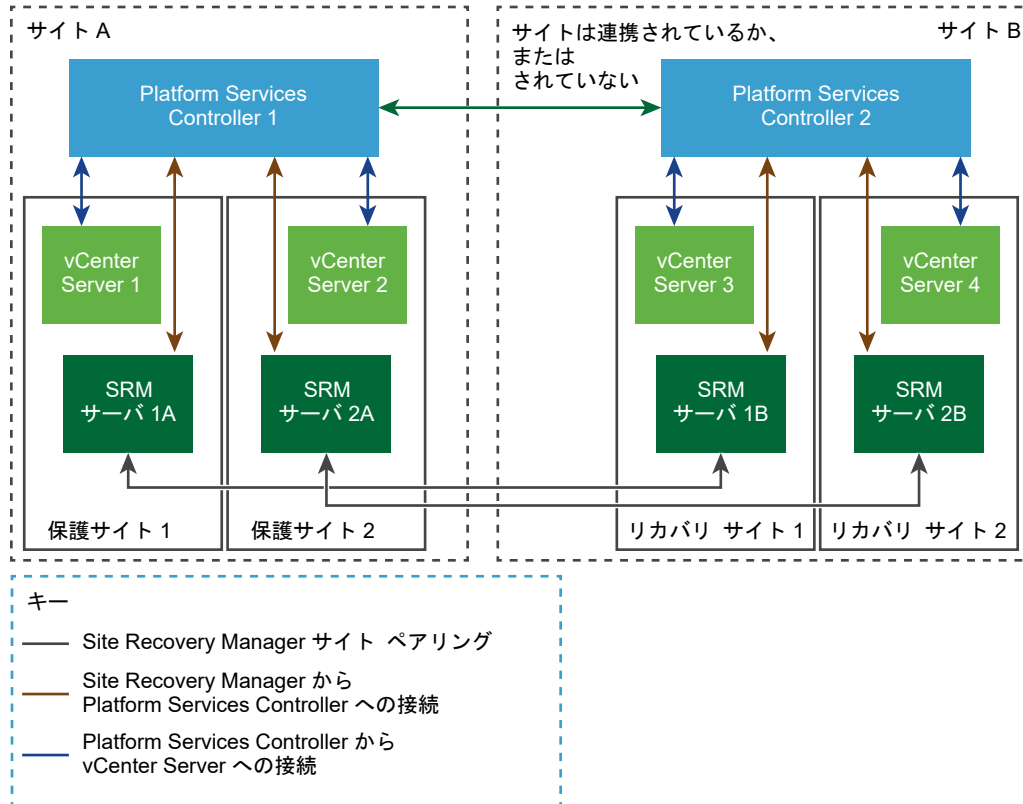 サイト A
サイトは連携されているか、
または
されていない
サイト B
Platform Services
Controller 1
Platform Services
Controller 2
vCenter
Server 1
vCenter
Server 2
vCenter
Server 3
vCenter
Server 4
SRM
サーバ 1A
SRM
サーバ 2A
SRM
サーバ 1B
SRM
サーバ 2B
保護サイト 1
保護サイト 2
リカバリ サイト 1
リカバリ サイト 2
キー
Site Recovery Manager サイト ペアリング
Site Recovery Manager から
Platform Services Controller への接続
Platform Services Controller から
vCenter Server への接続